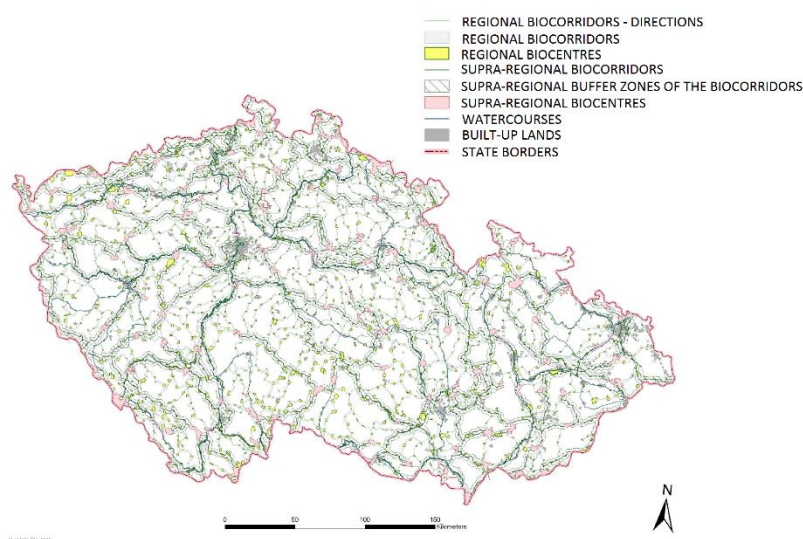 REGIONAL BIOCORRIDORS - DIRECTIONS
REGIONAL BIOCORRIDORS
REGIONAL BIOCENTRES
SUPRA-REGIONAL BIOCORRIDORS
SUPRA-REGIONAL BUFFER ZONES OF THE BIOCORRIDORS
SUPRA-REGIONAL BIOCENTRES
WATERCOURSES
BUILT-UP LANDS
STATE BORDERS
N
0 50 100 150
Kilometers